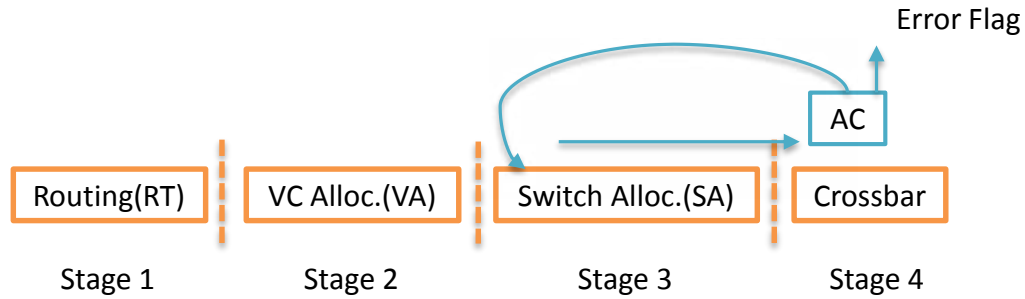 Error Flag
AC
Routing(RT)
VC Alloc.(VA)
Switch Alloc.(SA)
Crossbar
Stage 1
Stage 2
Stage 3
Stage 4